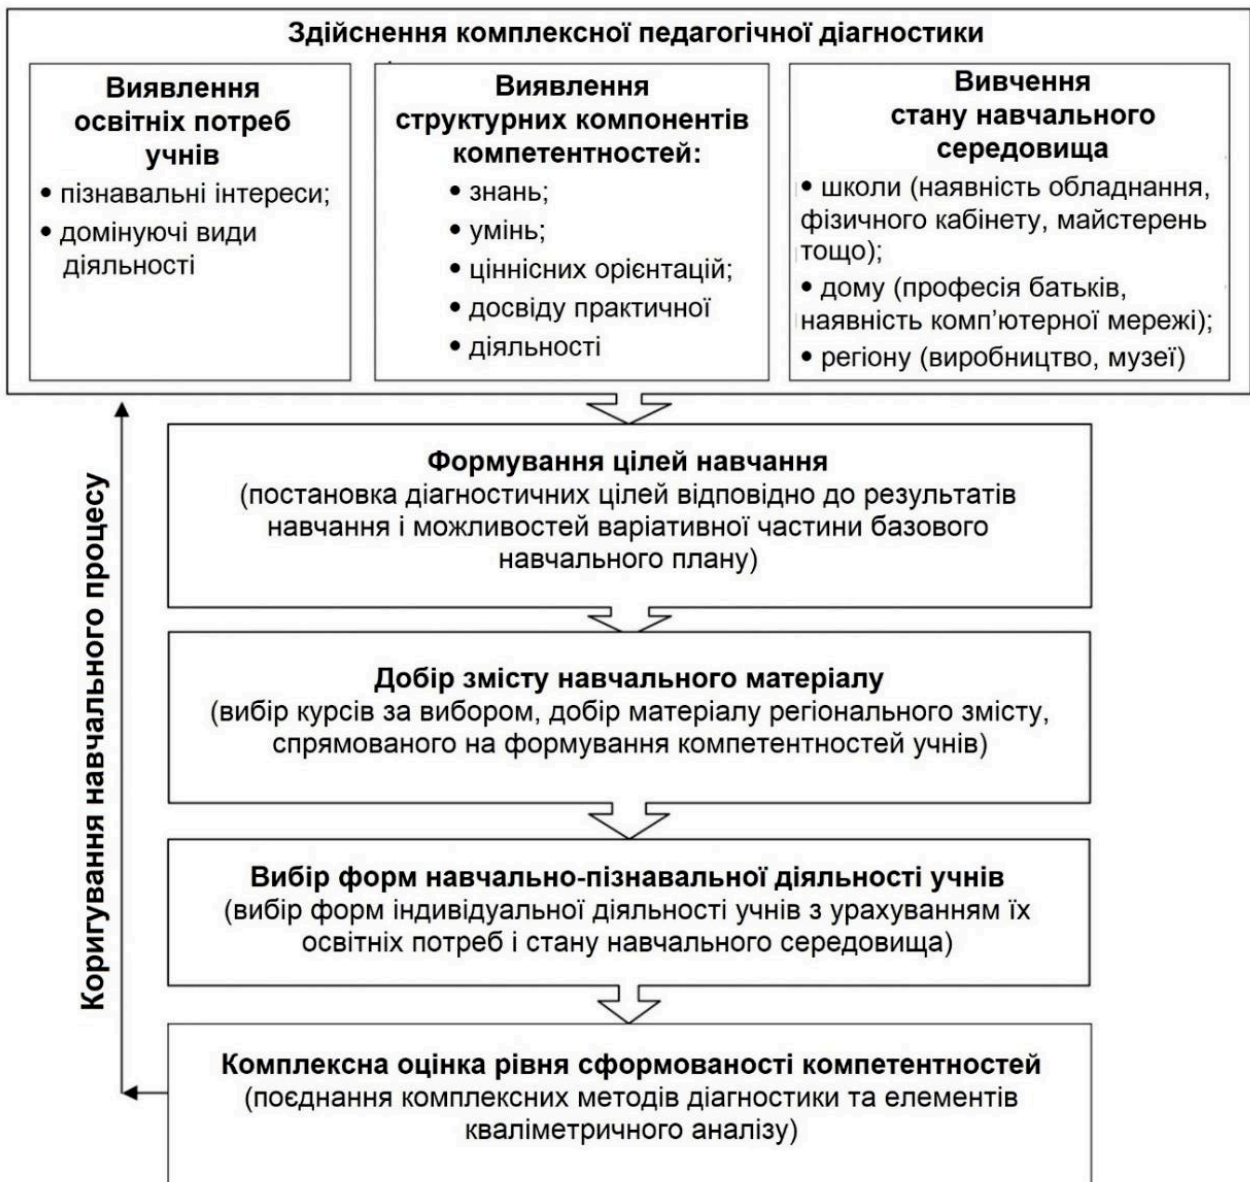 Здійснення комплексної педагогічної діагностики
Виявлення
освітніх потреб
учнів
• пізнавальні інтереси;
• домінуючі види
діяльності
Виявлення
структурних компонентів
компетентностей:
• знань;
• умінь;
• ціннісних орієнтацій;
• досвіду практичної
• діяльності
Вивчення
стану навчального
середовища
• школи (наявність обладнання,
фізичного кабінету, майстерень
тощо);
• дому (професія батьків,
наявність комп’ютерної мережі);
• регіону (виробництво, музеї)
Коригування навчального процесу
Формування цілей навчання
(постановка діагностичних цілей відповідно до результатів
навчання і можливостей варіативної частини базового
навчального плану)
Добір змісту навчального матеріалу
(вибір курсів за вибором, добір матеріалу регіонального змісту,
спрямованого на формування компетентностей учнів)
Вибір форм навчально-пізнавальної діяльності учнів
(вибір форм індивідуальної діяльності учнів з урахуванням їх
освітніх потреб і стану навчального середовища)
Комплексна оцінка рівня сформованості компетентностей
(поєднання комплексних методів діагностики та елементів
кваліметричного аналізу)